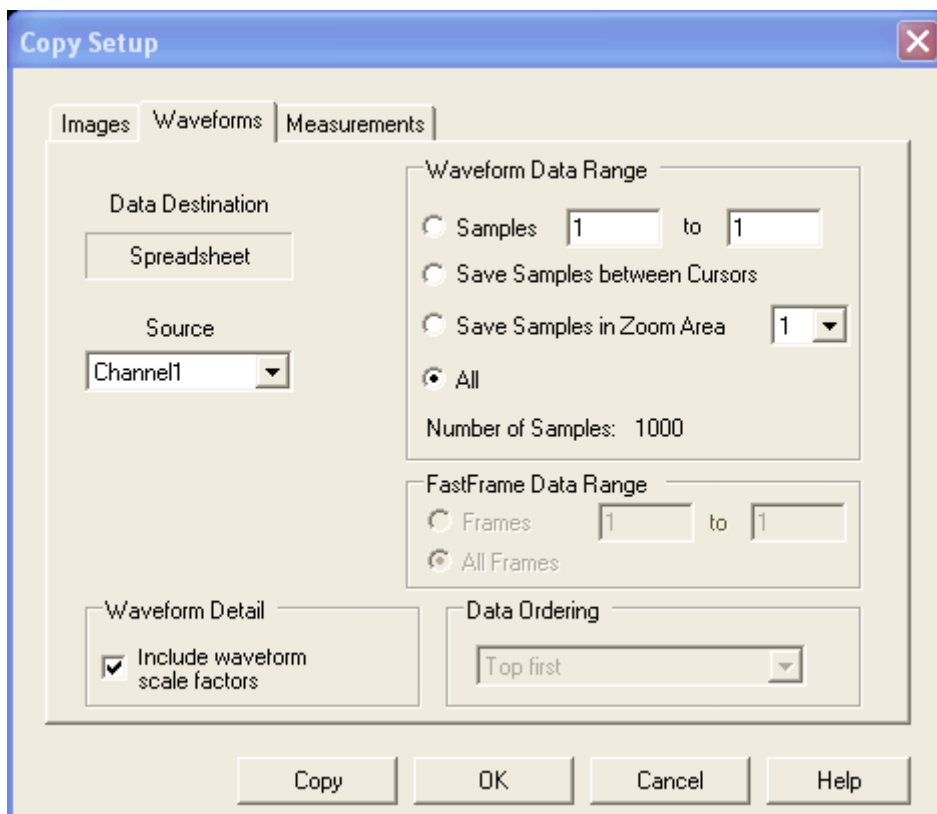 Copy Setup
Images
Waveforms
Measurements
Data Destination
Spreadsheet
Source
Channel1
Waveform Data Range
Samples 1 to 1
Save Samples between Cursors
Save Samples in Zoom Area 1
All
Number of Samples: 1000
FastFrame Data Range
Frames 1 to 1
All Frames
Waveform Detail
Include waveform
scale factors
Data Ordering
Top first
Copy
OK
Cancel
Help